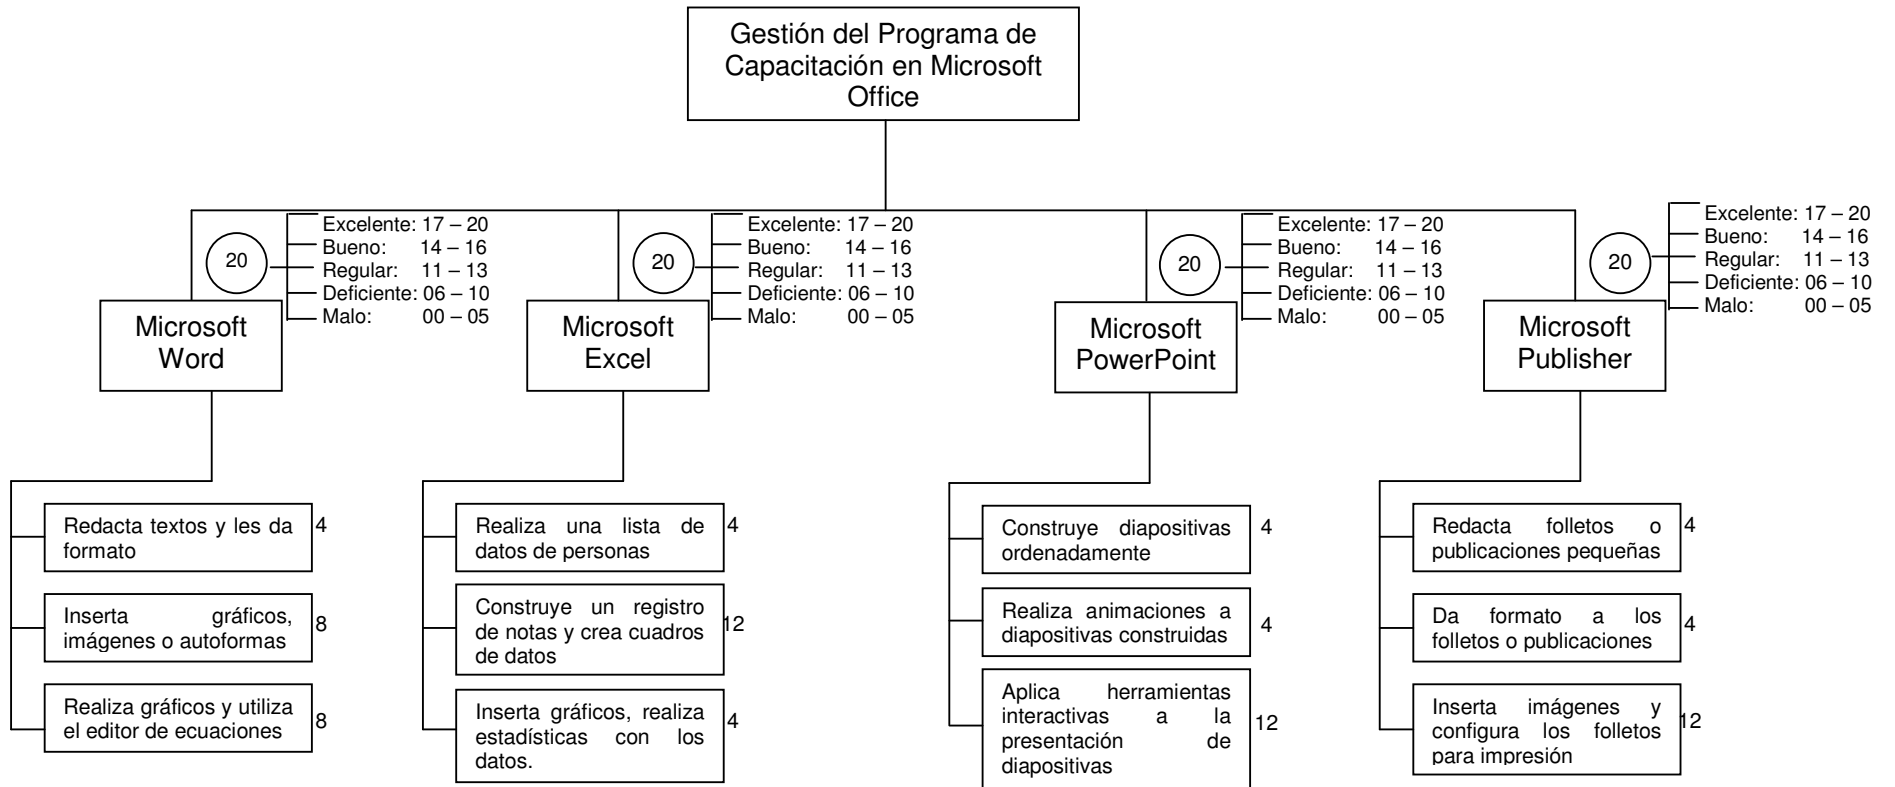 Gestión del Programa de
Capacitación en Microsoft
Office
20
Excelente: 17 – 20
Bueno: 14 – 16
Regular: 11 – 13
Deficiente: 06 – 10
Malo: 00 – 05
Microsoft
Word
20
Excelente: 17 – 20
Bueno: 14 – 16
Regular: 11 – 13
Deficiente: 06 – 10
Malo: 00 – 05
Microsoft
Excel
20
Excelente: 17 – 20
Bueno: 14 – 16
Regular: 11 – 13
Deficiente: 06 – 10
Malo: 00 – 05
Microsoft
PowerPoint
20
Excelente: 17 – 20
Bueno: 14 – 16
Regular: 11 – 13
Deficiente: 06 – 10
Malo: 00 – 05
Microsoft
Publisher
Redacta textos y les da
formato
4
Inserta gráficos,
imágenes o autoformas
8
Realiza gráficos y utiliza
el editor de ecuaciones
8
Realiza una lista de
datos de personas
4
Construye un registro
de notas y crea cuadros
de datos
12
Inserta gráficos, realiza
estadísticas con los
datos.
4
Construye diapositivas
ordenadamente
4
Realiza animaciones a
diapositivas construidas
4
Aplica herramientas
interactivas a la
presentación de
diapositivas
12
Redacta folletos o
publicaciones pequeñas
4
Da formato a los
folletos o publicaciones
4
Inserta imágenes y
configura los folletos
para impresión
12